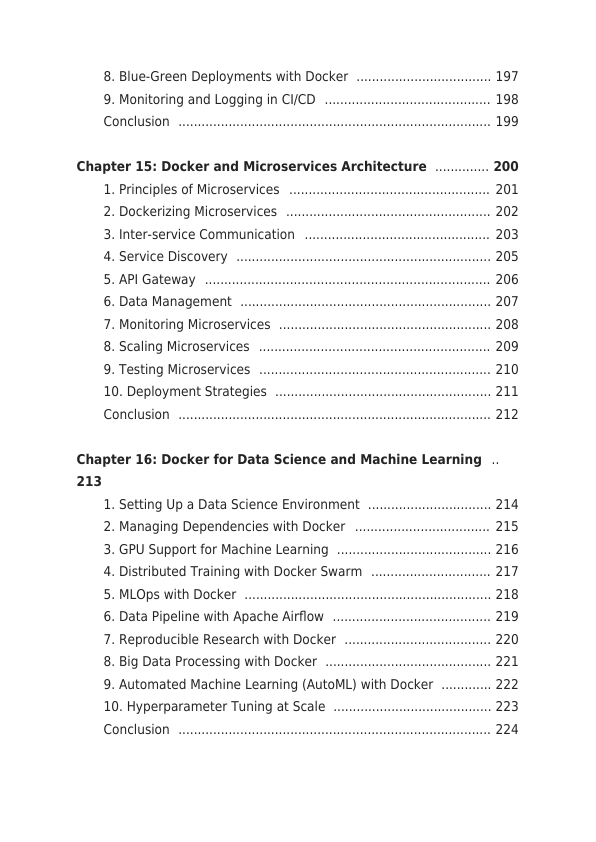 8. Blue-Green Deployments with Docker ................................... 197
9. Monitoring and Logging in CI/CD ........................................... 198
Conclusion ................................................................................ 199
Chapter 15: Docker and Microservices Architecture .............. 200
1. Principles of Microservices .................................................... 201
2. Dockerizing Microservices ..................................................... 202
3. Inter-service Communication ................................................ 203
4. Service Discovery .................................................................. 205
5. API Gateway .......................................................................... 206
6. Data Management ................................................................. 207
7. Monitoring Microservices ....................................................... 208
8. Scaling Microservices ............................................................ 209
9. Testing Microservices ............................................................ 210
10. Deployment Strategies ........................................................ 211
Conclusion ................................................................................ 212
Chapter 16: Docker for Data Science and Machine Learning ..
213
1. Setting Up a Data Science Environment ................................ 214
2. Managing Dependencies with Docker ................................... 215
3. GPU Support for Machine Learning ........................................ 216
4. Distributed Training with Docker Swarm ............................... 217
5. MLOps with Docker ................................................................ 218
6. Data Pipeline with Apache Airflow ......................................... 219
7. Reproducible Research with Docker ...................................... 220
8. Big Data Processing with Docker ........................................... 221
9. Automated Machine Learning (AutoML) with Docker ............. 222
10. Hyperparameter Tuning at Scale ......................................... 223
Conclusion ................................................................................ 224